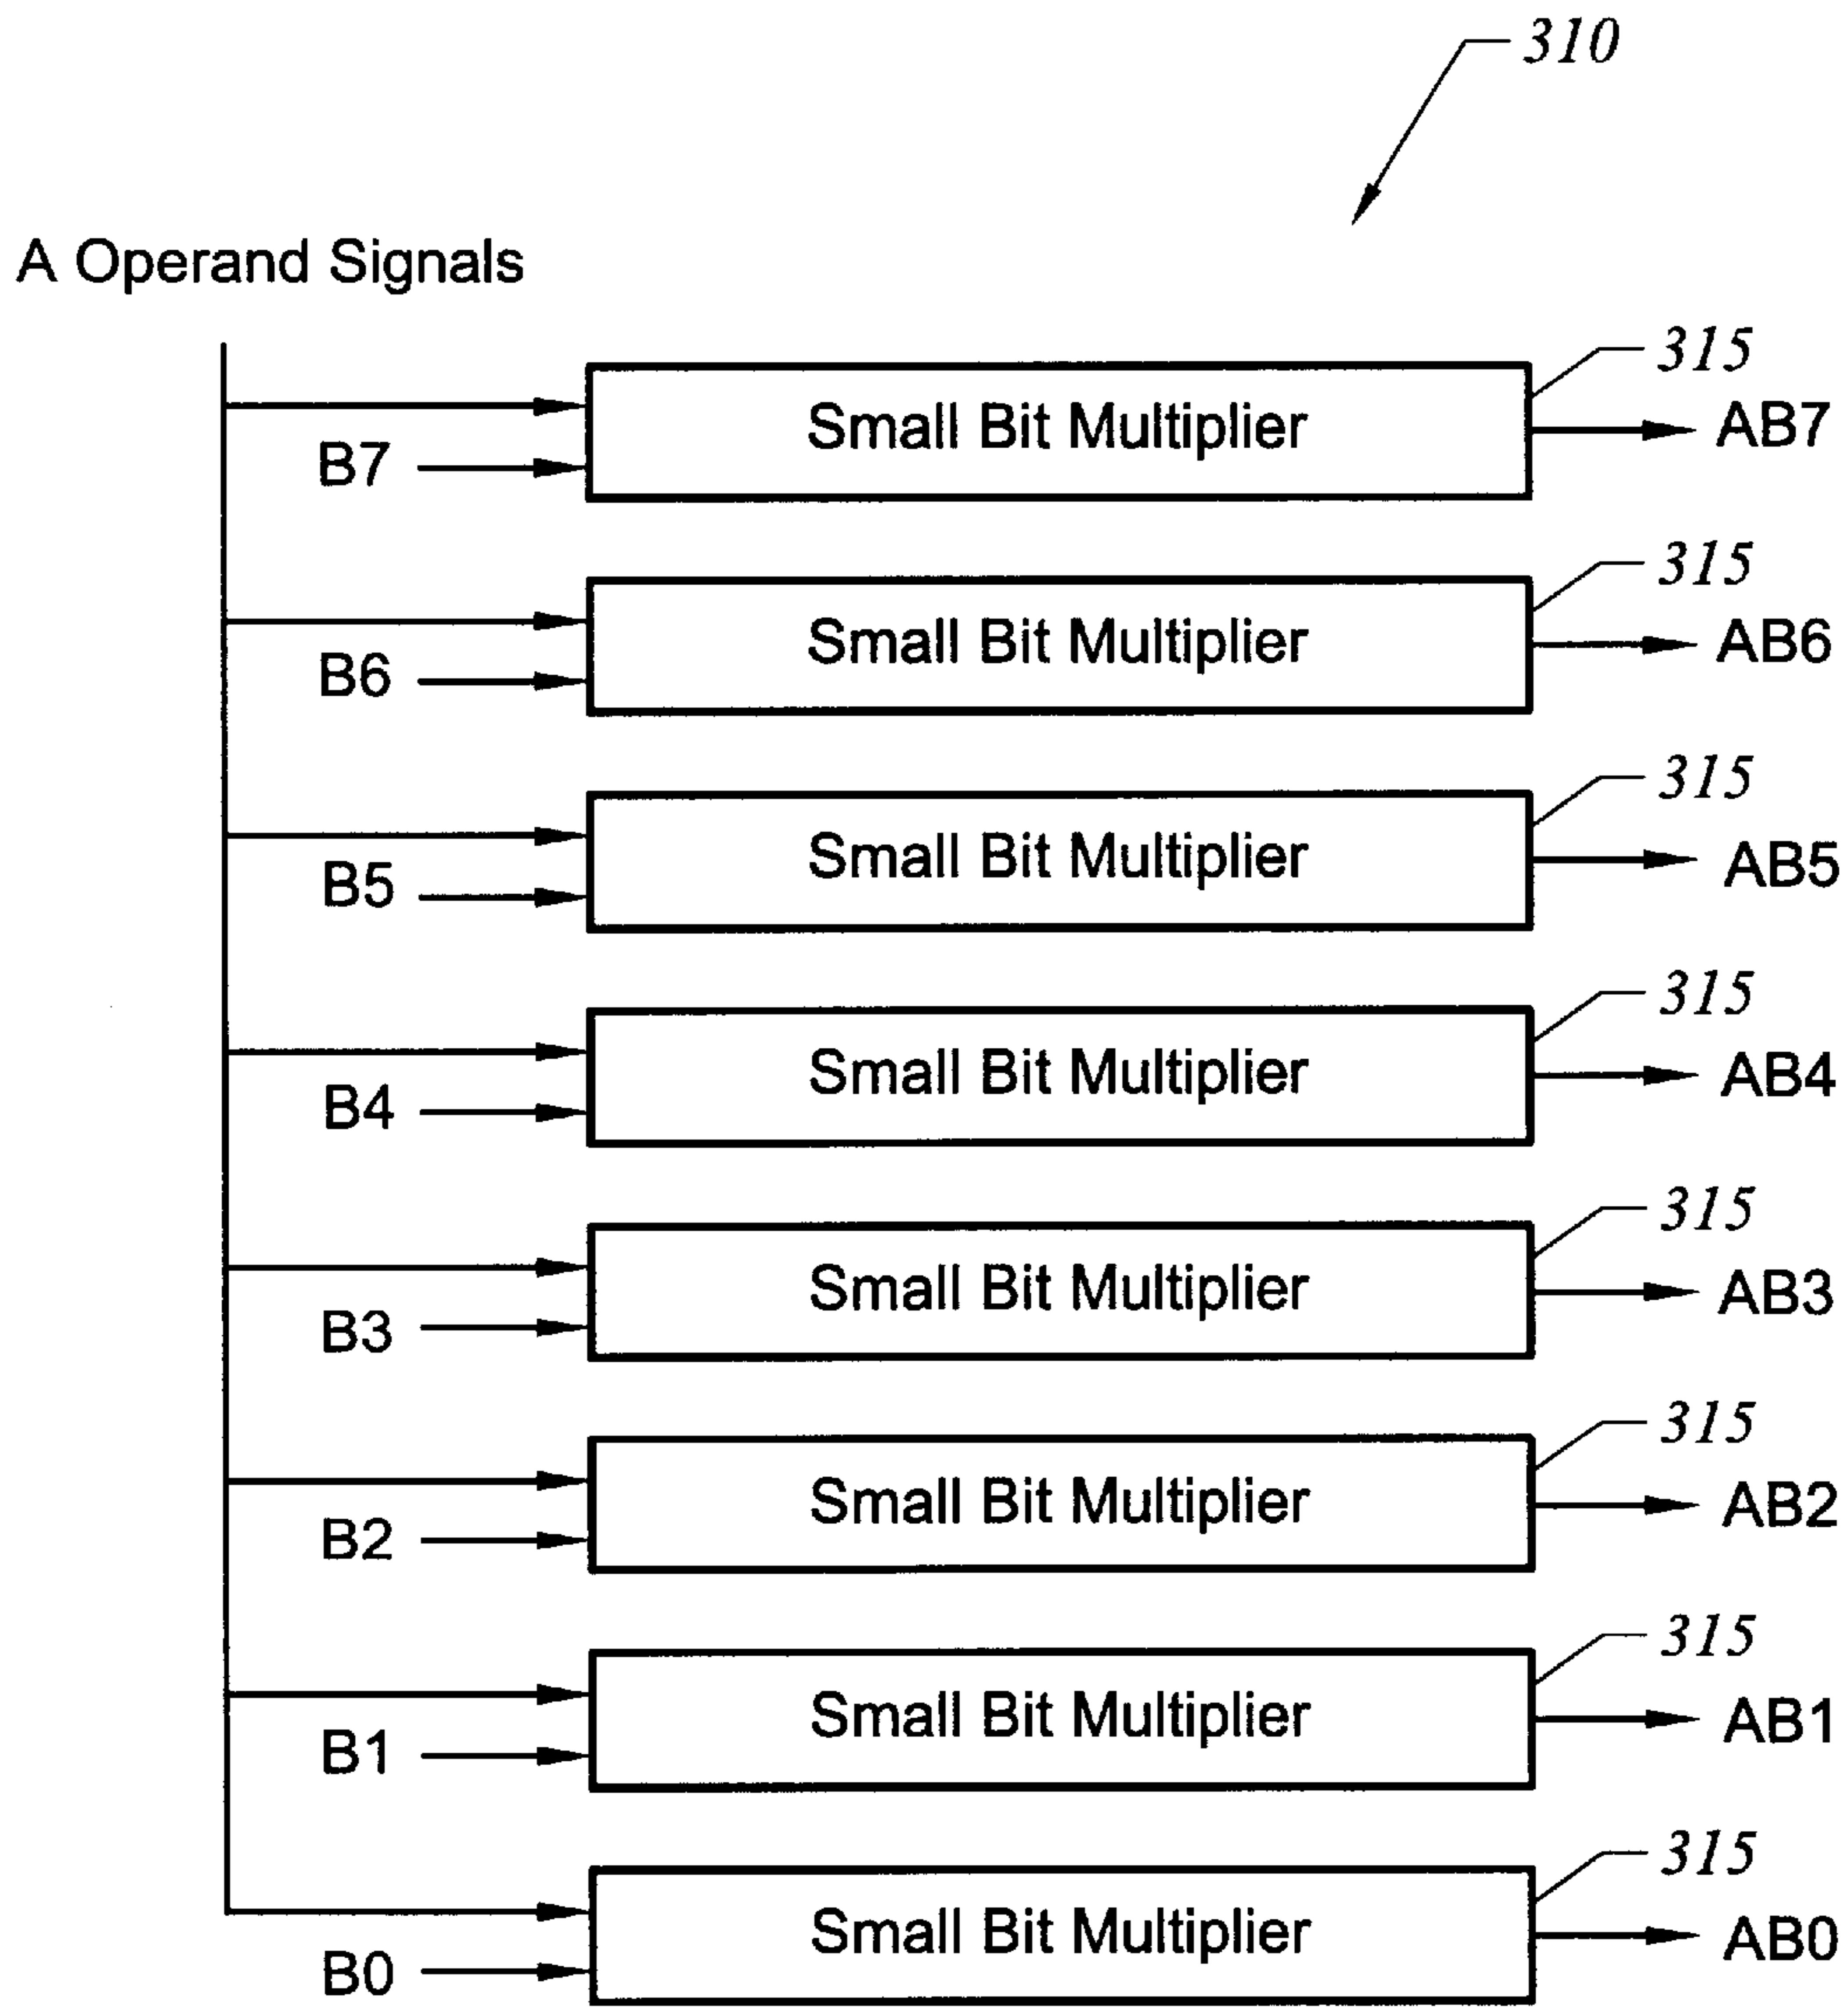 310
A Operand Signals
315
Small Bit Multiplier
AB7
B7
315
Small Bit Multiplier
AB6
B6
315
Small Bit Multiplier
AB5
B5
315
Small Bit Multiplier
AB4
B4
315
Small Bit Multiplier
AB3
B3
315
Small Bit Multiplier
AB2
B2
315
Small Bit Multiplier
AB1
B1
315
Small Bit Multiplier
AB0
B0